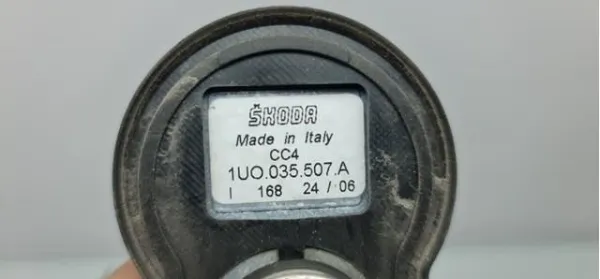 ŠKODA
Made in Italy
CC4
1UO.035.507.A
I 168 24/06